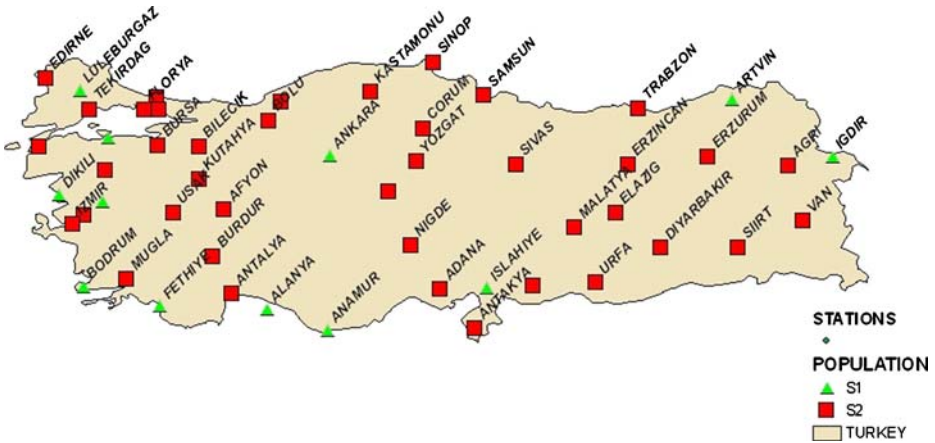 EDIRNE
LULEBURGAZ
TEKIRDAG
BURSA
BILECIK
BOLU
KASTAMONU
SINOP
SAMSUN
CORUM
YOZGAT
ANKARA
TRABZON
ARTVIN
ERZINCAN
ERZURUM
AGRI
IGDIR
SIVAS
DIKILI
IZMIR
USAK
KUTAHYA
AFYON
MALATYA
ELAZIG
DIYARBAKIR
SIIRT
VAN
BODRUM
MUGLA
FETHIYE
BURDUR
ANTALYA
ALANYA
ANAMUR
NIGDE
ADANA
ISLAHIYE
ANTAKYA
URFA
STATIONS
POPULATION
S1
S2
TURKEY